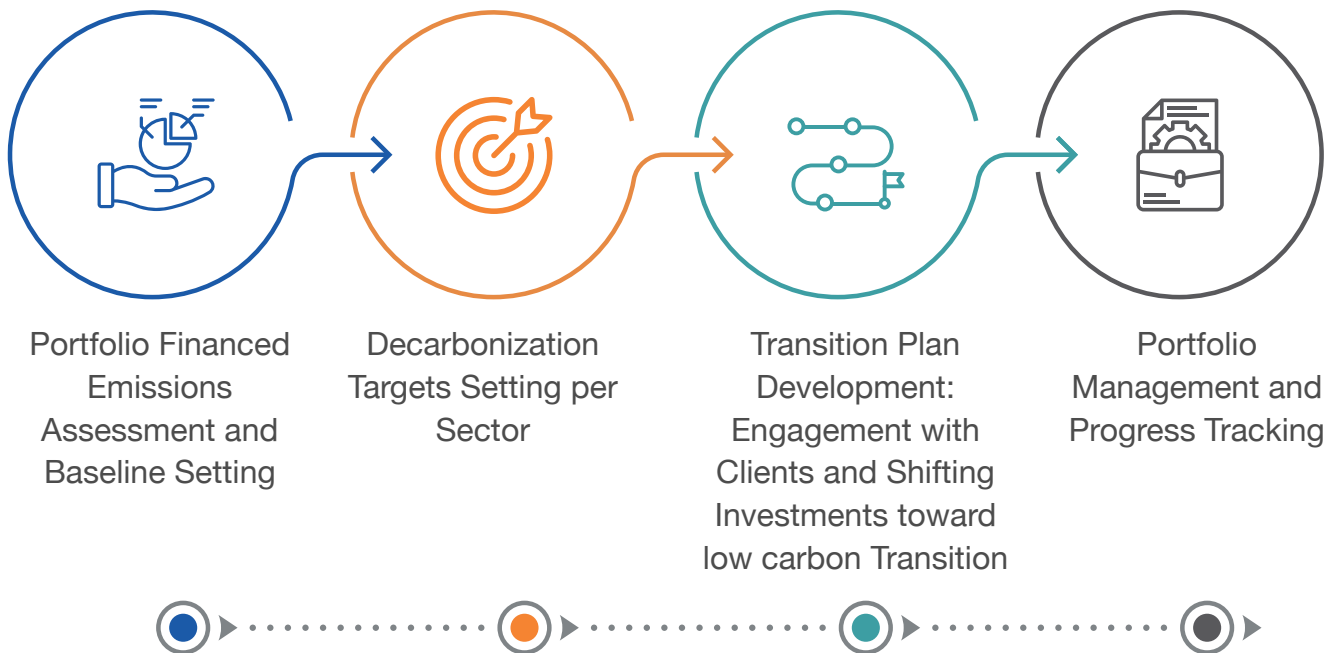 Portfolio Financed
Emissions
Assessment and
Baseline Setting
Decarbonization
Targets Setting per
Sector
Transition Plan
Development:
Engagement with
Clients and Shifting
Investments toward
low carbon Transition
Portfolio
Management and
Progress Tracking